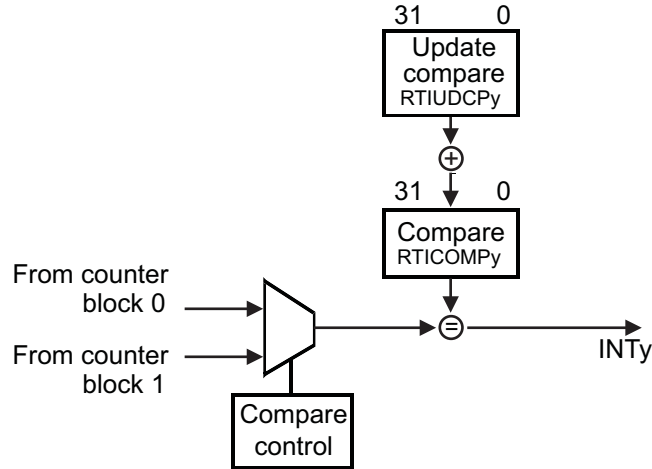 31 0
Update
compare
RTIUDCPy
+
31 0
Compare
RTICOMPy
From counter
block 0
=
INTy
From counter
block 1
Compare
control